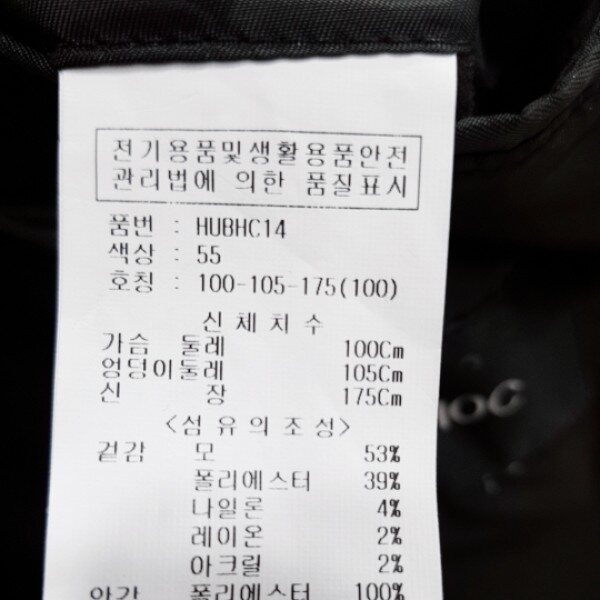 전기용품및생활용품안전
관리법에 의한 품질표시
품번 : HUBHC14
색상 : 55
호칭 : 100-105-175(100)
신체치수
가슴 둘레 100Cm
엉덩이둘레 105Cm
신 장 175Cm
<섬유의조성>
겉감 모 53%
폴리에스터 39%
나일론 4%
레이온 2%
아크릴 2%
안감 폴리에스터 100%